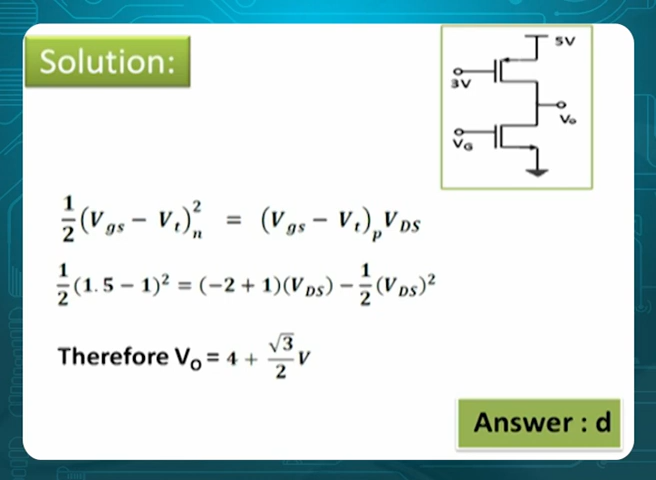 Solution:
5V
3V
Vo
VG
1/2 (Vgs − Vt)²n = (Vgs − Vt)p VDS
1/2 (1.5 − 1)² = (−2 + 1)(VDS) − 1/2 (VDS)²
Therefore VO = 4 + √3/2 V
Answer : d